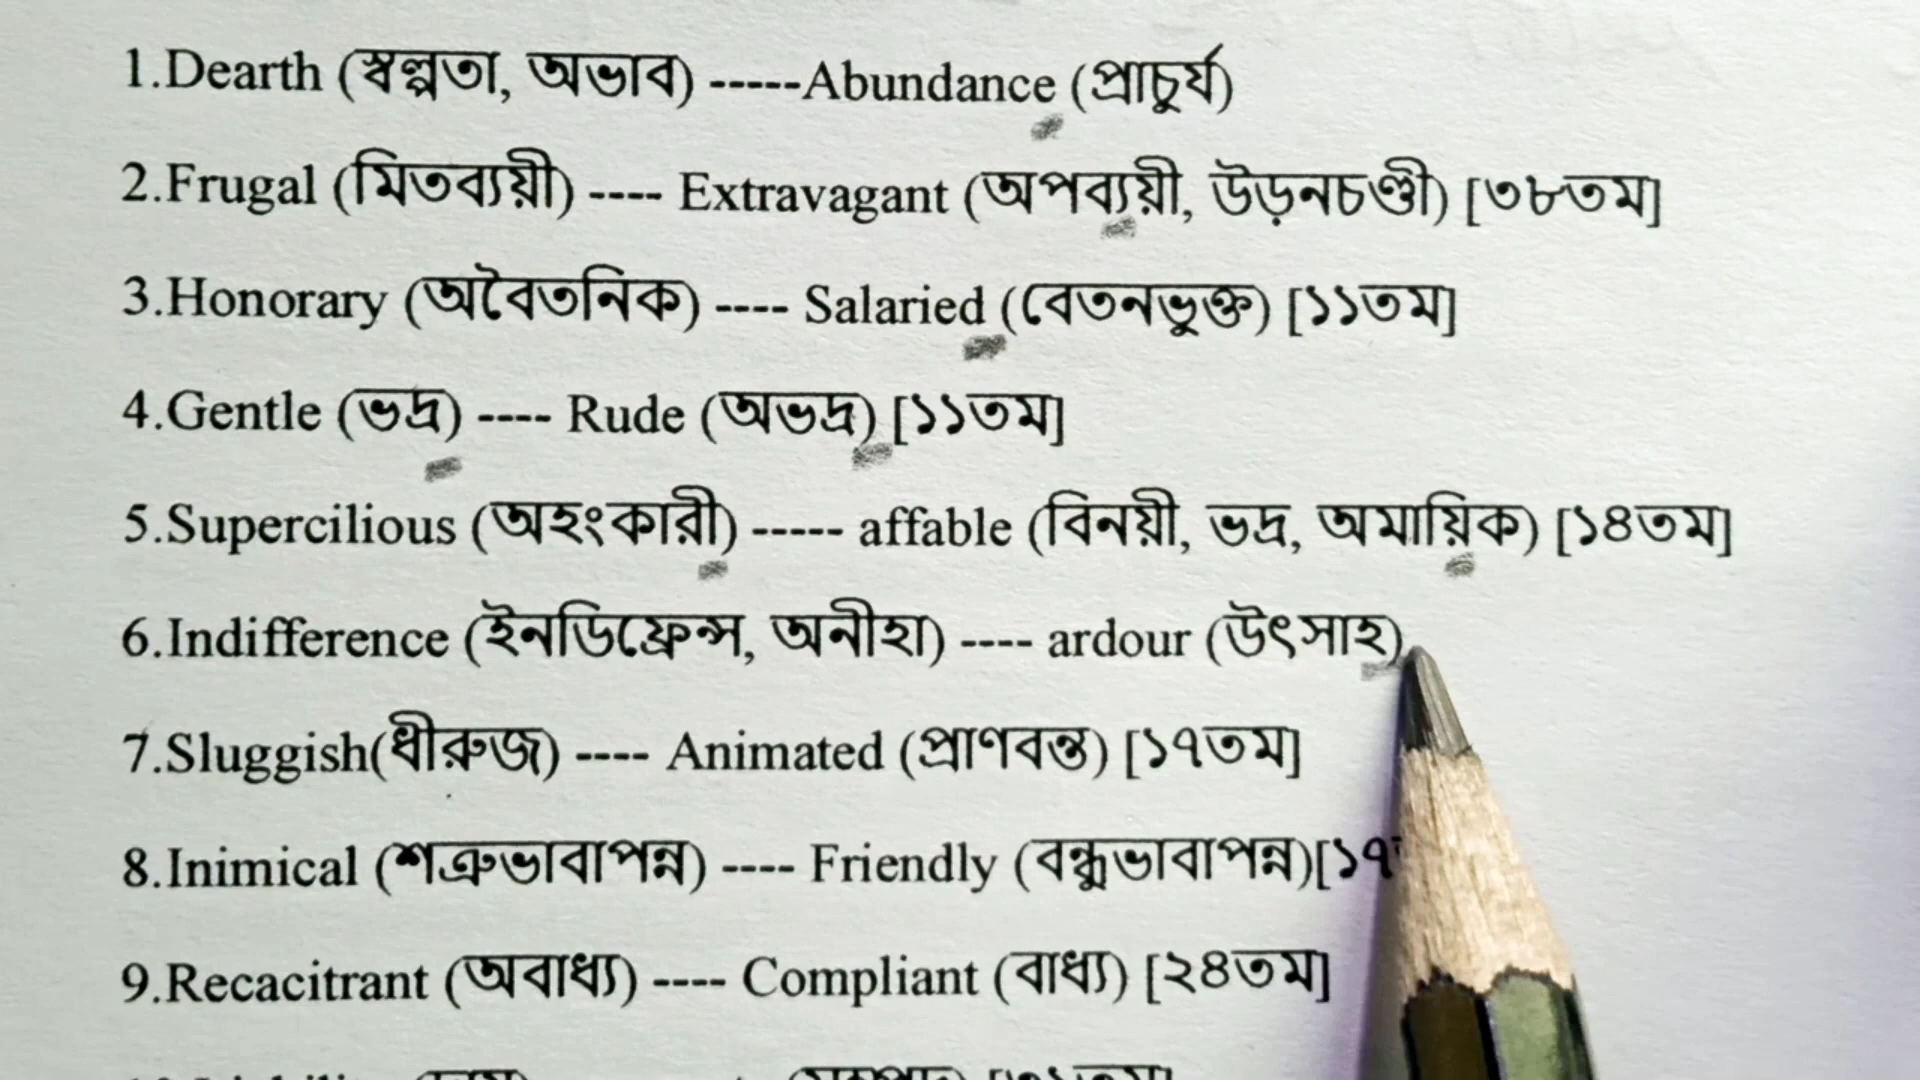 1.Dearth (স্বল্পতা, অভাব) -----Abundance (প্রাচুর্য)
2.Frugal (মিতব্যয়ী) ---- Extravagant (অপব্যয়ী, উড়নচণ্ডী) [৩৮তম]
3.Honorary (অবৈতনিক) ---- Salaried (বেতনভুক্ত) [১১তম]
4.Gentle (ভদ্র) ---- Rude (অভদ্র) [১১তম]
5.Supercilious (অহংকারী) ----- affable (বিনয়ী, ভদ্র, অমায়িক) [১৪তম]
6.Indifference (ইনডিফ্রেন্স, অনীহা) ---- ardour (উৎসাহ)
7.Sluggish(ধীরুজ) ---- Animated (প্রাণবন্ত) [১৭তম]
8.Inimical (শত্রুভাবাপন্ন) ---- Friendly (বন্ধুভাবাপন্ন)[১৭
9.Recacitrant (অবাধ্য) ---- Compliant (বাধ্য) [২৪তম]